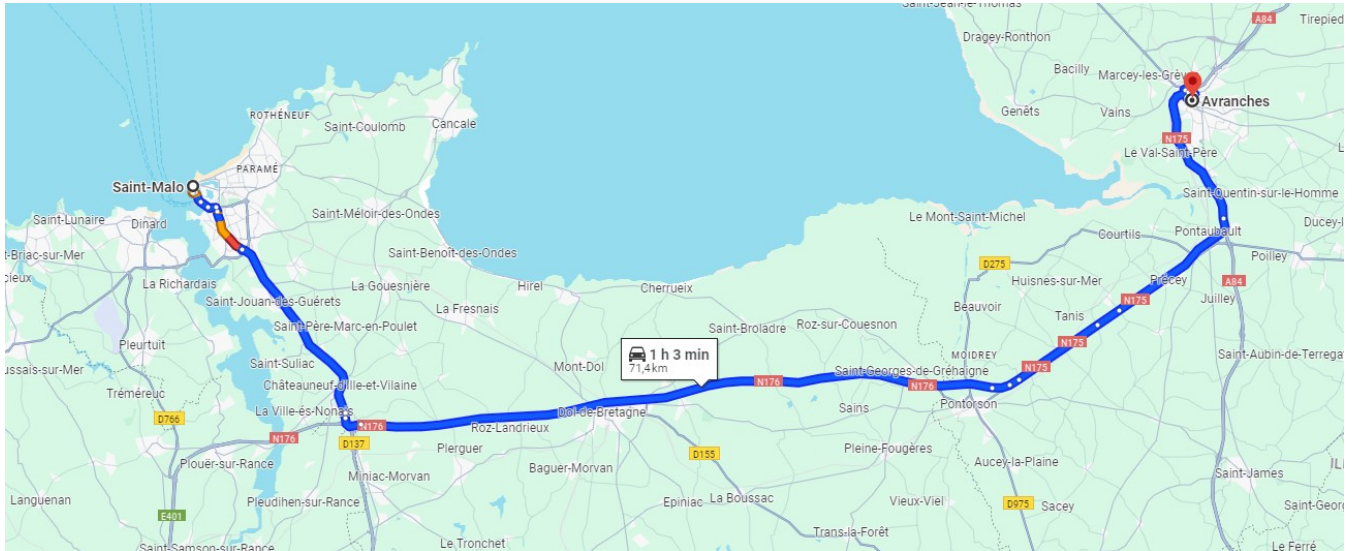 Saint-Jean-le-Thomas
A84
Tirepied
Dragey-Ronthon
Bacilly
Marcey-les-Grèves
Avranches
Genêts
Vains
N175
Le Val-Saint-Père
ROTHÉNEUF
Saint-Coulomb
Cancale
PARAMÉ
Saint-Malo
Saint-Lunaire
Dinard
Saint-Méloir-des-Ondes
Saint-Benoît-des-Ondes
t-Briac-sur-Mer
cieux
La Richardais
Saint-Jouan-des-Guérets
La Gouesnière
Hirel
Cherrueix
La Fresnais
Saint-Père-Marc-en-Poulet
Pleurtuit
Saint-Suliac
Mont-Dol
Saint-Broladre
Roz-sur-Couesnon
1 h 3 min
71,4 km
Saint-Quentin-sur-le-Homme
Le Mont-Saint-Michel
Courtils
Pontaubault
Ducey-l
Poilley
D275
Huisnes-sur-Mer
Précey
A84
Juilley
Beauvoir
Tanis
N175
N175
MOIDREY
N175
Saint-Aubin-de-Terregat
ussais-sur-Mer
Tréméreuc
Châteauneuf-d'Ille-et-Vilaine
La Ville-ès-Nonais
D766
N176
N176
D137
Roz-Landrieux
Dol-de-Bretagne
N176
Saint-Georges-de-Gréhaigne
N176
Pontorson
Sains
Plerguer
Plouër-sur-Rance
Miniac-Morvan
Baguer-Morvan
D155
Pleine-Fougères
Aucey-la-Plaine
Saint-James
ILL
Languenan
Pleudihen-sur-Rance
Epiniac
La Boussac
Vieux-Viel
D975
Sacey
Saint-Geor
E401
Saint-Samson-sur-Rance
Le Tronchet
Trans-la-Forêt
Le Ferré